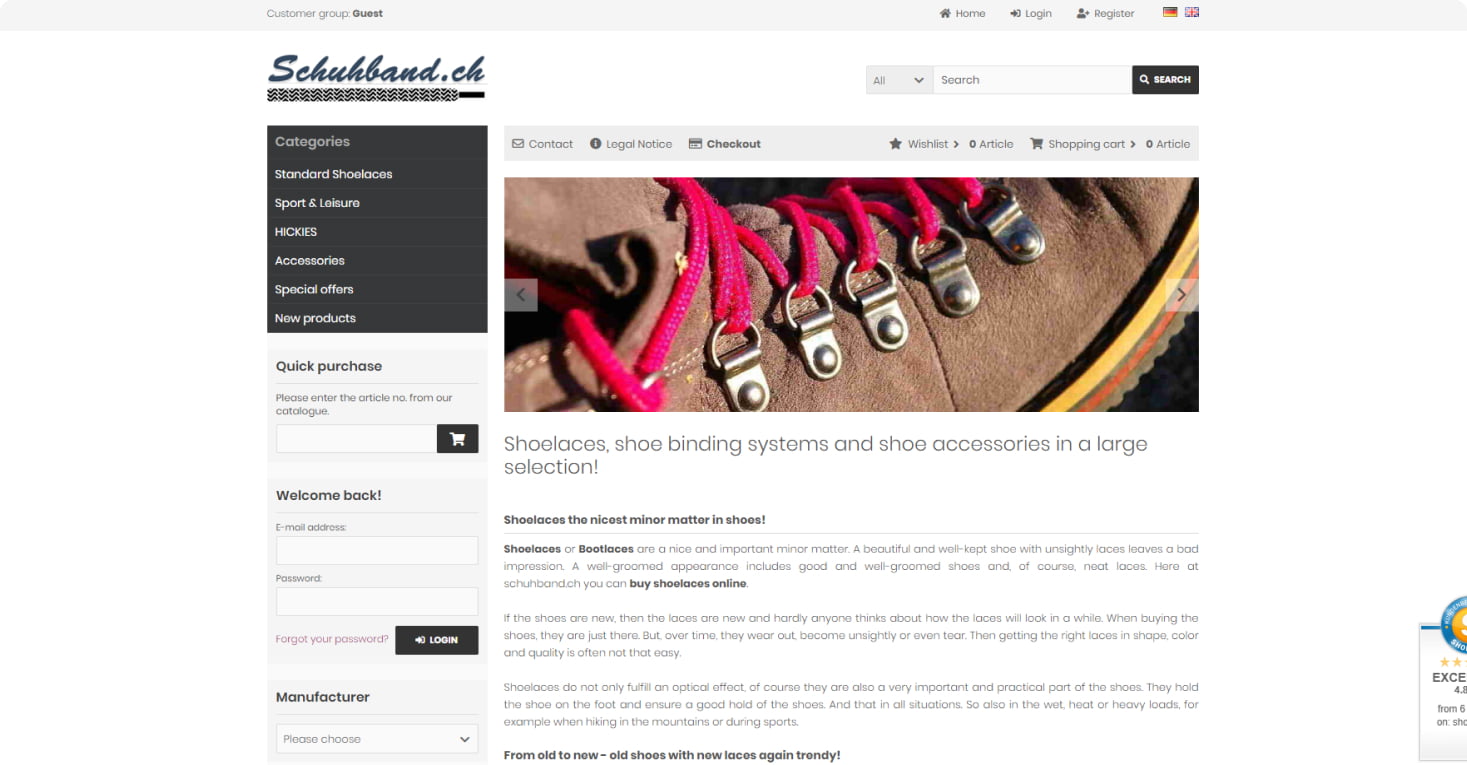 Customer group: Guest
Home
Login
Register
Schuhband.ch
All
Search
SEARCH
Categories
Standard Shoelaces
Sport & Leisure
HICKIES
Accessories
Special offers
New products
Contact
Legal Notice
Checkout
Wishlist
0 Article
Shopping cart
0 Article
Quick purchase
Please enter the article no. from our
catalogue.
Welcome back!
E-mail address:
Password:
Forgot your password?
LOGIN
Manufacturer
Please choose
Shoelaces, shoe binding systems and shoe accessories in a large
selection!
Shoelaces the nicest minor matter in shoes!
Shoelaces or Bootlaces are a nice and important minor matter. A beautiful and well-kept shoe with unsightly laces leaves a bad
impression. A well-groomed appearance includes good and well-groomed shoes and, of course, neat laces. Here at
schuhband.ch you can buy shoelaces online.
If the shoes are new, then the laces are new and hardly anyone thinks about how the laces will look in a while. When buying the
shoes, they are just there. But, over time, they wear out, become unsightly or even tear. Then getting the right laces in shape, color
and quality is often not that easy.
Shoelaces do not only fulfill an optical effect, of course they are also a very important and practical part of the shoes. They hold
the shoe on the foot and ensure a good hold of the shoes. And that in all situations. So also in the wet, heat or heavy loads, for
example when hiking in the mountains or during sports.
From old to new - old shoes with new laces again trendy!
EXCE
4.8
from 6
on: sho